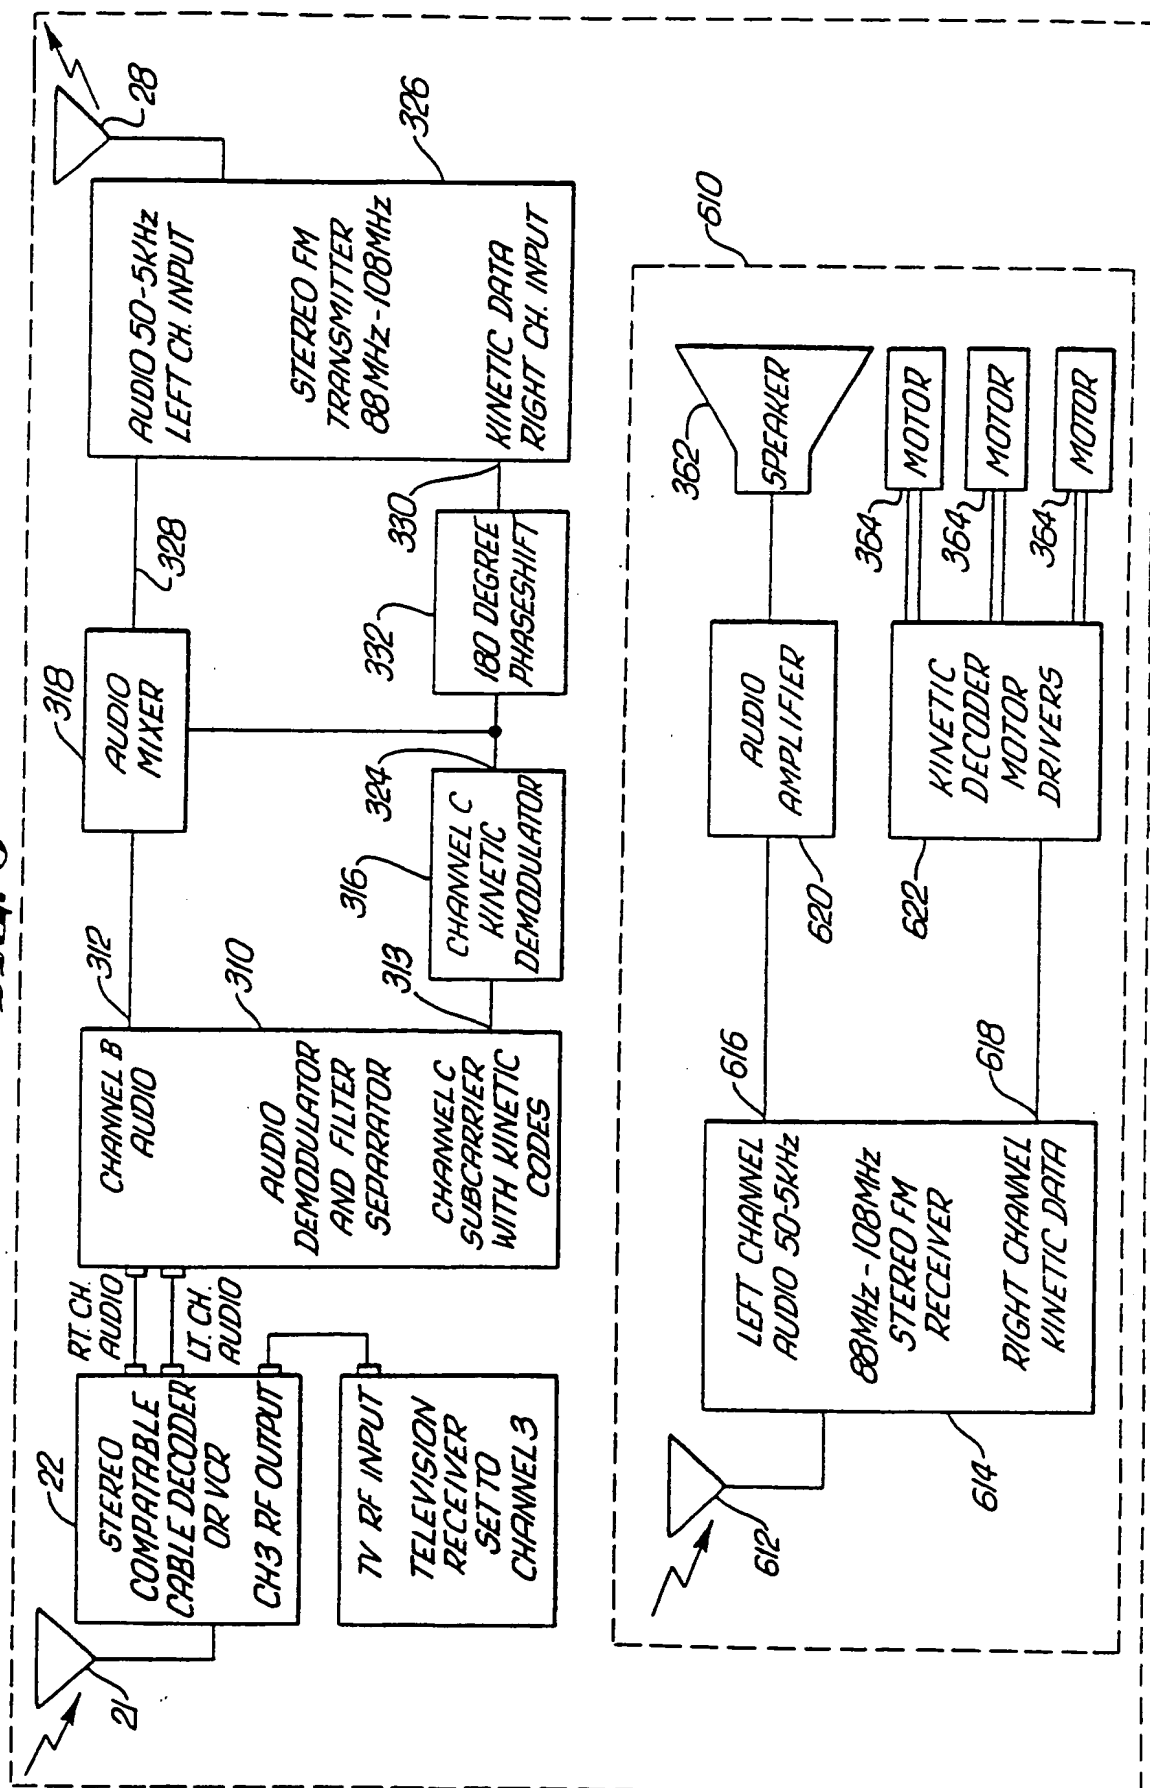 21
22
STEREO
COMPATABLE
CABLE DECODER
OR VCR
CH3 RF OUTPUT
TV RF INPUT
TELEVISION
RECEIVER
SET TO
CHANNEL 3
RT. CH.
AUDIO
LT. CH.
AUDIO
CHANNEL B
AUDIO
AUDIO
DEMODULATOR
AND FILTER
SEPARATOR
CHANNEL C
SUBCARRIER
WITH KINETIC
CODES
312
310
313
316
CHANNEL C
KINETIC
DEMODULATOR
324
318
AUDIO
MIXER
332
180 DEGREE
PHASESHIFT
328
330
AUDIO 50-5KHz
LEFT CH. INPUT
STEREO FM
TRANSMITTER
88MHz-108MHz
KINETIC DATA
RIGHT CH. INPUT
326
28
612
614
LEFT CHANNEL
AUDIO 50-5KHz
88MHz-108MHz
STEREO FM
RECEIVER
RIGHT CHANNEL
KINETIC DATA
616
618
620
622
AUDIO
AMPLIFIER
KINETIC
DECODER
MOTOR
DRIVERS
362
SPEAKER
364
MOTOR
364
MOTOR
364
MOTOR
610